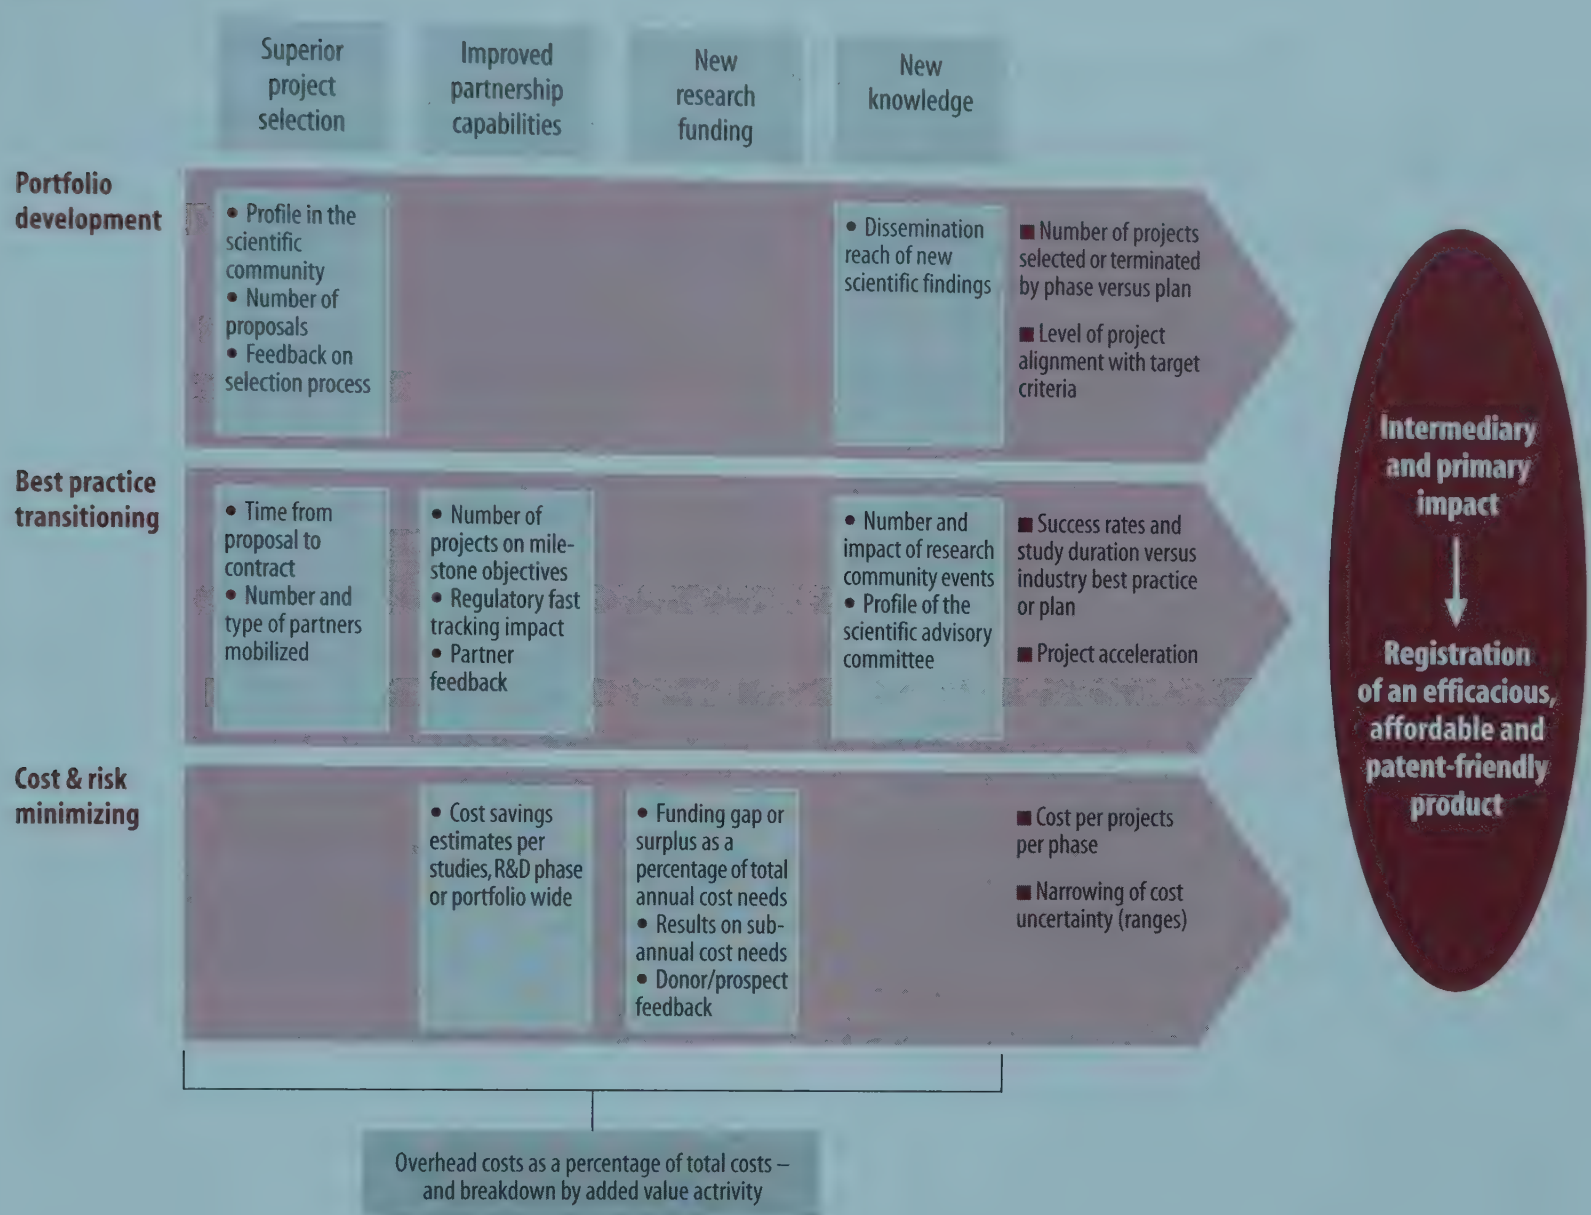 Superior
project
selection
Improved
partnership
capabilities
New
research
funding
New
knowledge
Portfolio
development
• Profile in the
scientific
community
• Number of
proposals
• Feedback on
selection process
• Dissemination
reach of new
scientific findings
■ Number of projects
selected or terminated
by phase versus plan
■ Level of project
alignment with target
criteria
Best practice
transitioning
• Time from
proposal to
contract
• Number and
type of partners
mobilized
• Number of
projects on mile-
stone objectives
• Regulatory fast
tracking impact
• Partner
feedback
• Number and
impact of research
community events
• Profile of the
scientific advisory
committee
■ Success rates and
study duration versus
industry best practice
or plan
■ Project acceleration
Cost & risk
minimizing
• Cost savings
estimates per
studies, R&D phase
or portfolio wide
• Funding gap or
surplus as a
percentage of total
annual cost needs
• Results on sub-
annual cost needs
• Donor/prospect
feedback
■ Cost per projects
per phase
■ Narrowing of cost
uncertainty (ranges)
Intermediary
and primary
impact
Registration
of an efficacious,
affordable and
patent-friendly
product
Overhead costs as a percentage of total costs –
and breakdown by added value actrivity